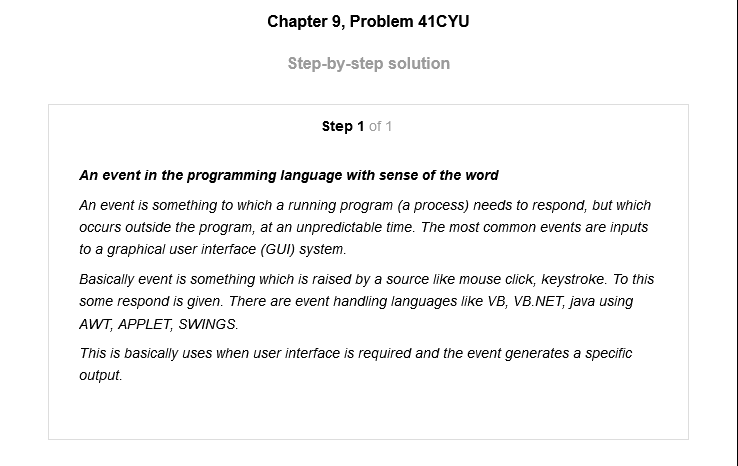 Chapter 9, Problem 41CYU
Step-by-step solution
Step 1 of 1
An event in the programming language with sense of the word
An event is something to which a running program (a process) needs to respond, but which
occurs outside the program, at an unpredictable time. The most common events are inputs
to a graphical user interface (GUI) system.
Basically event is something which is raised by a source like mouse click, keystroke. To this
some respond is given. There are event handling languages like VB, VB.NET, java using
AWT, APPLET, SWINGS.
This is basically uses when user interface is required and the event generates a specific
output.